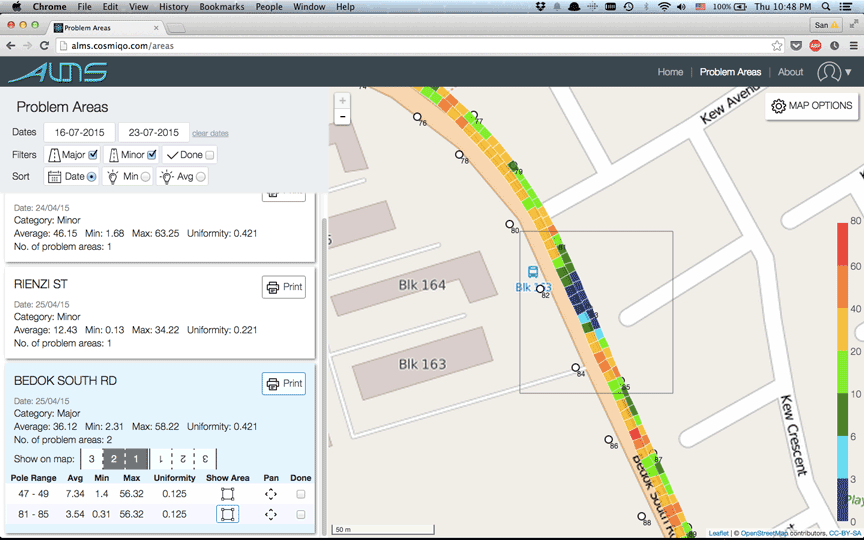 Chrome File Edit View History Bookmarks People Window Help 100% Thu 10:48 PM
Problem Areas San
alms.cosmiqo.com/areas ABP
ALMS Home | Problem Areas | About
Problem Areas
Dates 16-07-2015 23-07-2015 clear dates
Filters Major Minor Done
Sort Date Min Avg
Print
Date: 24/04/15
Category: Minor
Average: 46.15 Min: 1.68 Max: 63.25 Uniformity: 0.421
No. of problem areas: 1
RIENZI ST Print
Date: 25/04/15
Category: Minor
Average: 12.43 Min: 0.13 Max: 34.22 Uniformity: 0.221
No. of problem areas: 1
BEDOK SOUTH RD Print
Date: 25/04/15
Category: Major
Average: 36.12 Min: 2.31 Max: 58.22 Uniformity: 0.421
No. of problem areas: 2
Show on map: 3 2 1 1 2 3
Pole Range Avg Min Max Uniformity Show Area Pan Done
47 - 49 7.34 1.4 56.32 0.125
81 - 85 3.54 0.31 56.32 0.125
+
-
MAP OPTIONS
Kew Avenu
77
76
78
79
80
81
Blk 164
Blk 163
82
Blk 163
84
85
86
87
88
89
Bedok South Ro
Kew Crescent
Play
80
60
40
20
10
6
3
0
50 m
Leaflet | © OpenStreetMap contributors, CC-BY-SA